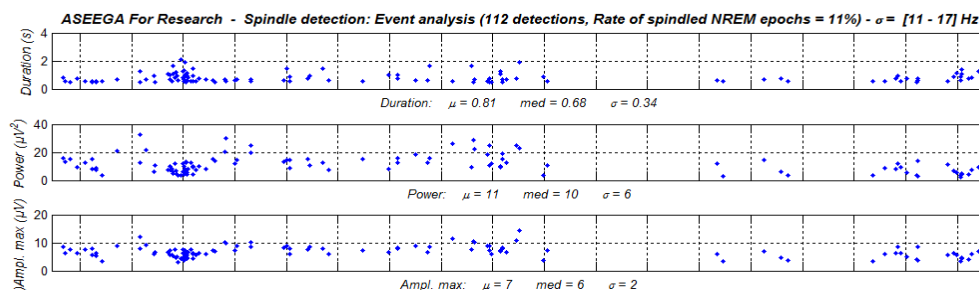 ASEEGA For Research - Spindle detection: Event analysis (112 detections, Rate of spindled NREM epochs = 11%) - σ = [11 - 17] Hz
Duration (s)
4
2
0
Duration: μ = 0.81 med = 0.68 σ = 0.34
Power (μV²)
40
20
0
Power: μ = 11 med = 10 σ = 6
)Ampl. max (μV)
20
10
0
Ampl. max: μ = 7 med = 6 σ = 2